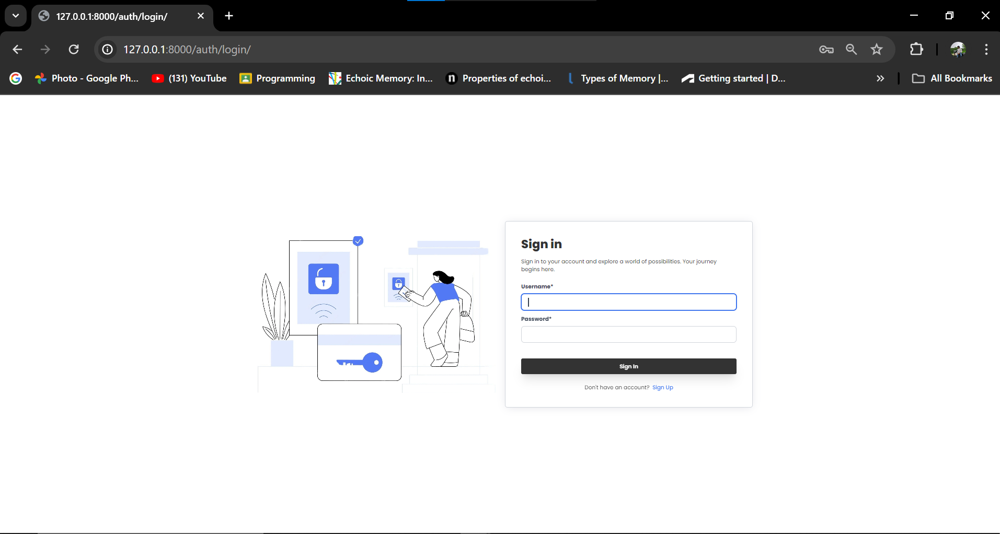 127.0.0.1:8000/auth/login/
127.0.0.1:8000/auth/login/
Photo - Google Ph... (131) YouTube Programming Echoic Memory: In... Properties of echoi... Types of Memory |... Getting started | D... All Bookmarks
Sign in
Sign in to your account and explore a world of possibilities. Your journey
begins here.
Username*
Password*
Sign In
Don't have an account? Sign Up